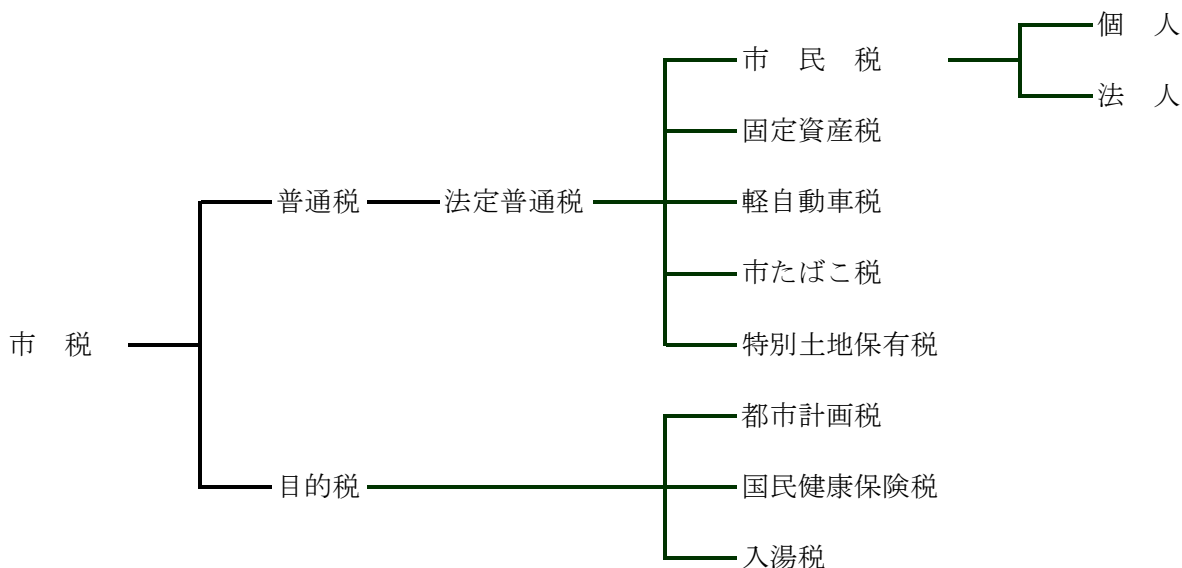 個　人
市　民　税
法　人
固定資産税
普通税 法定普通税 軽自動車税
市たばこ税
市　税 特別土地保有税
都市計画税
目的税 国民健康保険税
入湯税